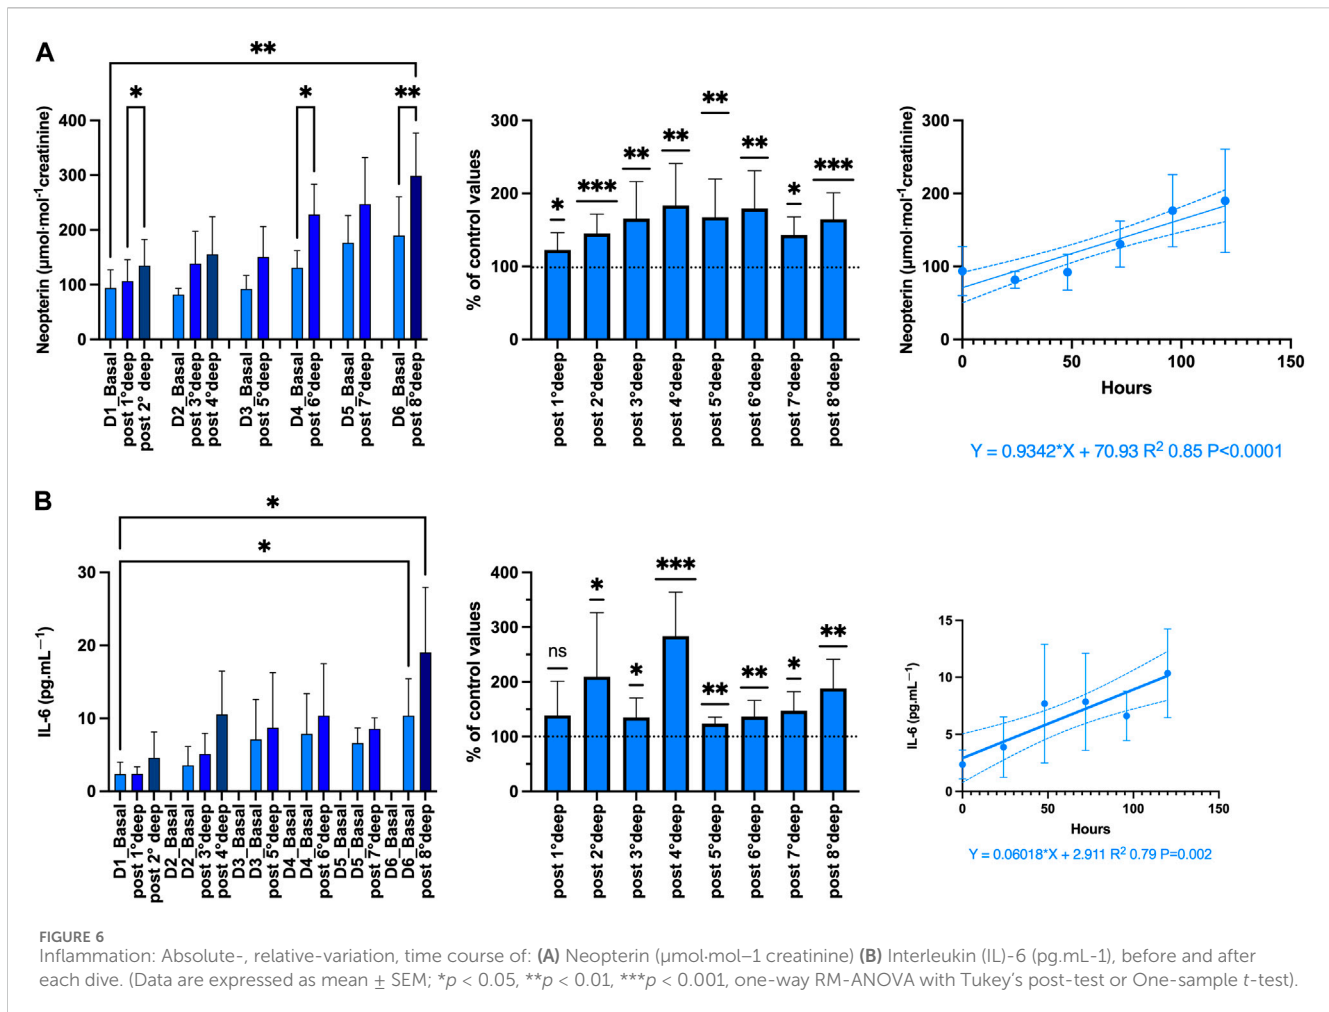 A
**
*
*
**
400
300
200
100
0
Neopterin (μmol·mol-1creatinine)
D1_Basal
post 1°deep
post 2° deep
D2_Basal
post 3°deep
post 4°deep
D3_Basal
post 5°deep
D4_Basal
post 6°deep
D5_Basal
post 7°deep
D6_Basal
post 8°deep
300
200
100
0
% of control values
*
***
**
**
**
**
*
***
post 1°deep
post 2°deep
post 3°deep
post 4°deep
post 5°deep
post 6°deep
post 7°deep
post 8°deep
300
200
100
0
Neopterin (μmol·mol-1creatinine)
0 50 100 150
Hours
Y = 0.9342*X + 70.93 R2 0.85 P<0.0001
B
*
*
30
20
10
0
IL-6 (pg.mL−1)
D1_Basal
post 1°deep
post 2° deep
D2_Basal
D2_Basal
post 3°deep
post 4°deep
D3_Basal
D3_Basal
post 5°deep
D4_Basal
D4_Basal
post 6°deep
D5_Basal
D5_Basal
post 7°deep
D6_Basal
D6_Basal
post 8°deep
400
300
200
150
100
50
0
% of control values
ns
*
*
***
**
**
*
**
post 1°deep
post 2°deep
post 3°deep
post 4°deep
post 5°deep
post 6°deep
post 7°deep
post 8°deep
15
10
5
0
IL-6 (pg.mL−1)
0 50 100 150
Hours
Y = 0.06018*X + 2.911 R2 0.79 P=0.002
FIGURE 6
Inflammation: Absolute-, relative-variation, time course of: (A) Neopterin (μmol·mol–1 creatinine) (B) Interleukin (IL)-6 (pg.mL-1), before and after
each dive. (Data are expressed as mean ± SEM; *p < 0.05, **p < 0.01, ***p < 0.001, one-way RM-ANOVA with Tukey's post-test or One-sample t-test).